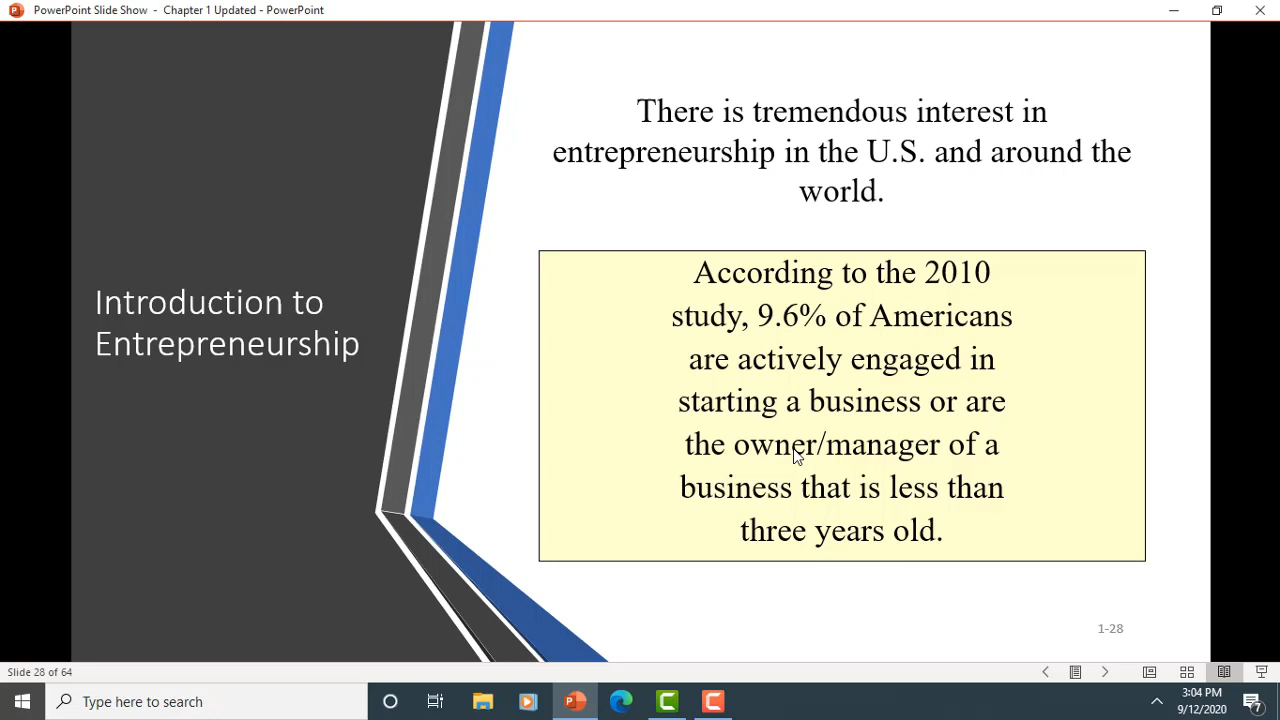 PowerPoint Slide Show - Chapter 1 Updated - PowerPoint
There is tremendous interest in
entrepreneurship in the U.S. and around the
world.
Introduction to
Entrepreneurship
According to the 2010
study, 9.6% of Americans
are actively engaged in
starting a business or are
the owner/manager of a
business that is less than
three years old.
1-28
Slide 28 of 64
Type here to search
3:04 PM
9/12/2020
7